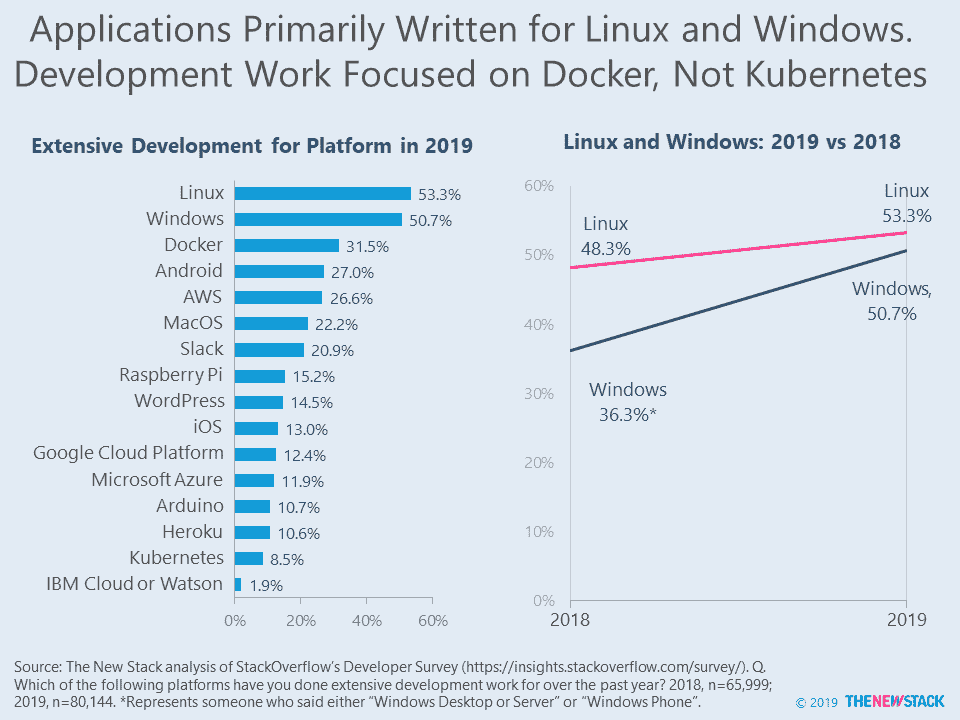 Applications Primarily Written for Linux and Windows.
Development Work Focused on Docker, Not Kubernetes
Extensive Development for Platform in 2019
Linux 53.3%
Windows 50.7%
Docker 31.5%
Android 27.0%
AWS 26.6%
MacOS 22.2%
Slack 20.9%
Raspberry Pi 15.2%
WordPress 14.5%
iOS 13.0%
Google Cloud Platform 12.4%
Microsoft Azure 11.9%
Arduino 10.7%
Heroku 10.6%
Kubernetes 8.5%
IBM Cloud or Watson 1.9%
0% 20% 40% 60%
Linux and Windows: 2019 vs 2018
60%
50%
40%
30%
20%
10%
0%
Linux
48.3%
Linux
53.3%
Windows,
50.7%
Windows
36.3%*
2018 2019
Source: The New Stack analysis of StackOverflow's Developer Survey (https://insights.stackoverflow.com/survey/). Q.
Which of the following platforms have you done extensive development work for over the past year? 2018, n=65,999;
2019, n=80,144. *Represents someone who said either "Windows Desktop or Server" or "Windows Phone".
© 2019 THENEWSTACK